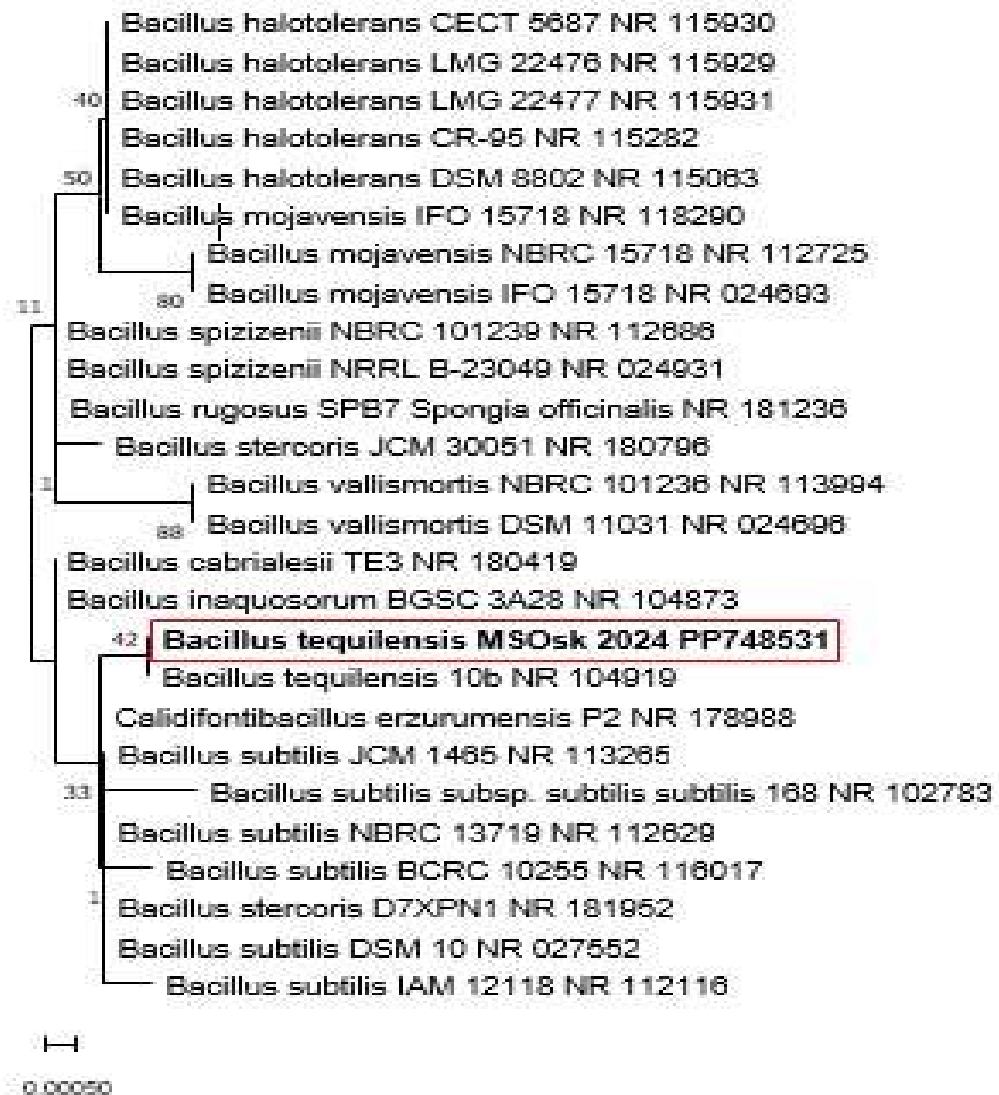 Bacillus halotolerans CECT 5687 NR 115930
Bacillus halotolerans LMG 22476 NR 115929
40
Bacillus halotolerans LMG 22477 NR 115931
Bacillus halotolerans CR-95 NR 115282
50
Bacillus halotolerans DSM 8802 NR 115063
Bacillus mojavensis IFO 15718 NR 118290
Bacillus mojavensis NBRC 15718 NR 112725
80
Bacillus mojavensis IFO 15718 NR 024693
11
Bacillus spizizenii NBRC 101239 NR 112686
Bacillus spizizenii NRRL B-23049 NR 024931
Bacillus rugosus SPB7 Spongia officinalis NR 181236
Bacillus stercoris JCM 30051 NR 180796
1
Bacillus vallismortis NBRC 101236 NR 113994
88
Bacillus vallismortis DSM 11031 NR 024696
Bacillus cabrialesii TE3 NR 180419
Bacillus inaquosorum BGSC 3A28 NR 104873
42
Bacillus tequilensis MSOsk 2024 PP748531
Bacillus tequilensis 10b NR 104919
Calidifontibacillus erzurumensis P2 NR 178988
Bacillus subtilis JCM 1465 NR 113265
33
Bacillus subtilis subsp. subtilis subtilis 168 NR 102783
Bacillus subtilis NBRC 13719 NR 112629
Bacillus subtilis BCRC 10255 NR 116017
1
Bacillus stercoris D7XPN1 NR 181952
Bacillus subtilis DSM 10 NR 027552
Bacillus subtilis IAM 12118 NR 112116
0.00050